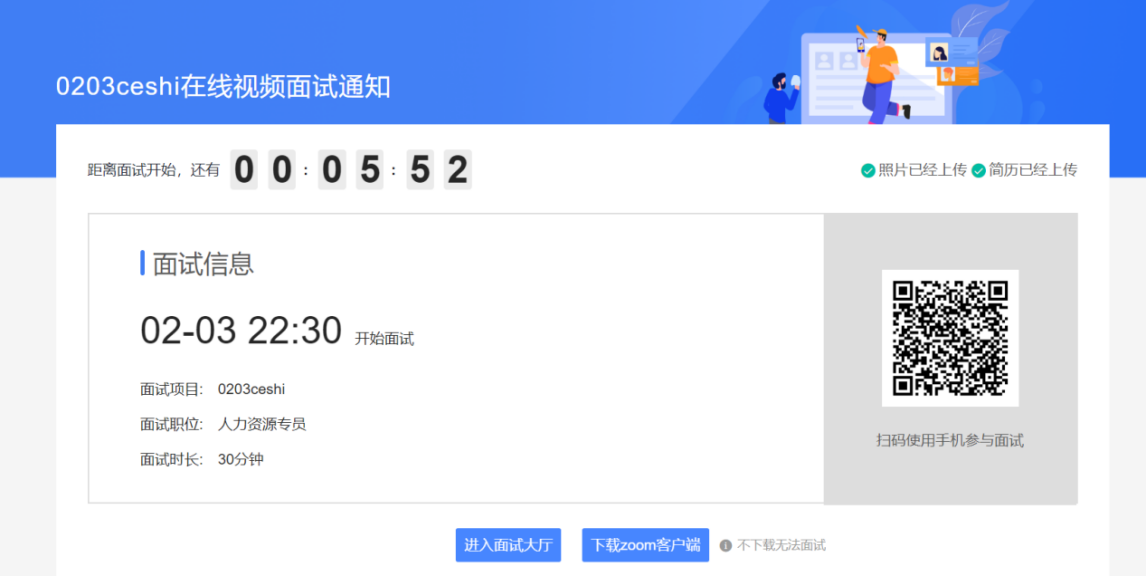 0203ceshi在线视频面试通知
距离面试开始，还有 00:05:52 照片已经上传 简历已经上传
面试信息
02-03 22:30 开始面试
面试项目: 0203ceshi
面试职位: 人力资源专员
面试时长: 30分钟
扫码使用手机参与面试
进入面试大厅 下载zoom客户端 不下载无法面试